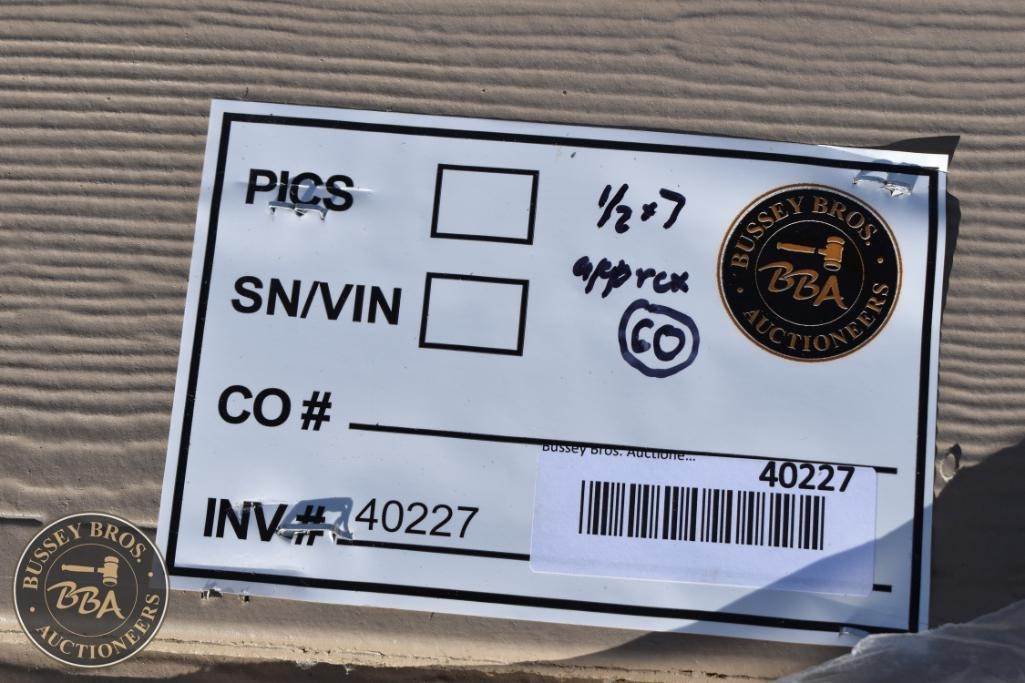 PICS
1/2 x 7
approx
60
BUSSEY BROS.
BBA
AUCTIONEERS
SN/VIN
CO #
Bussey Bros. Auctione...
40227
INV # 40227
BUSSEY BROS.
BBA
AUCTIONEERS